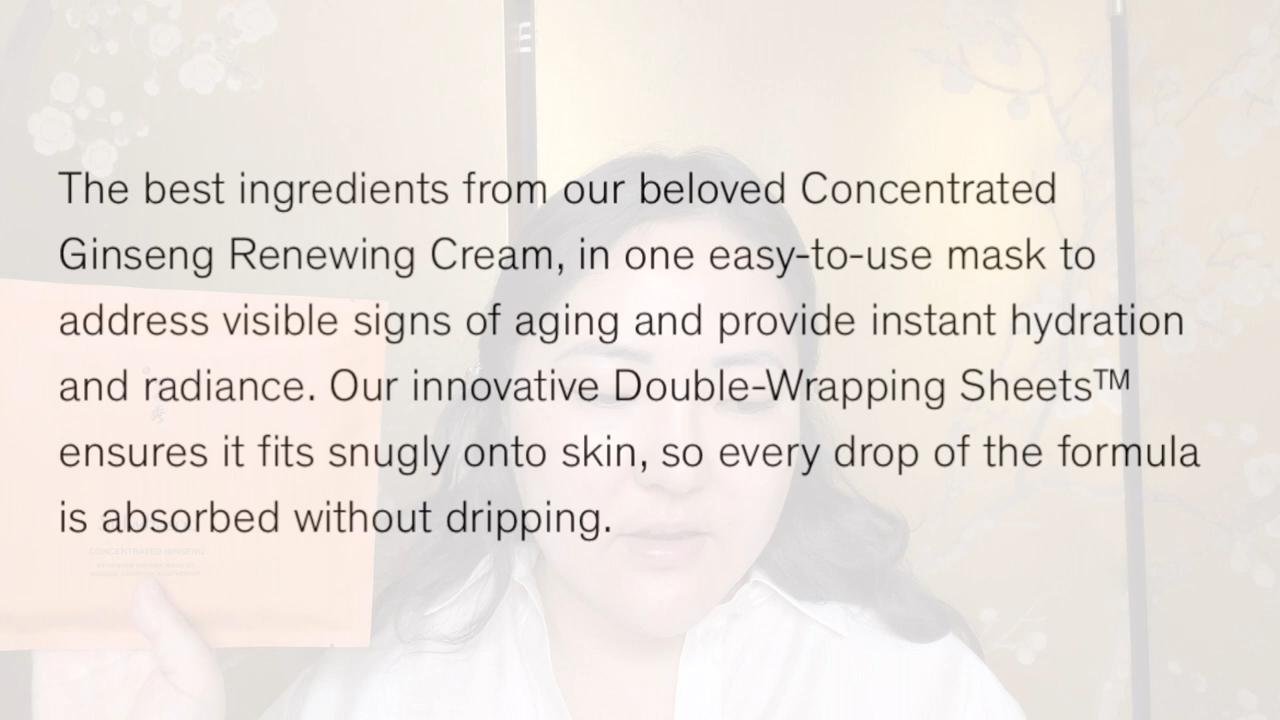 The best ingredients from our beloved Concentrated
Ginseng Renewing Cream, in one easy-to-use mask to
address visible signs of aging and provide instant hydration
and radiance. Our innovative Double-Wrapping Sheets™
ensures it fits snugly onto skin, so every drop of the formula
is absorbed without dripping.
CONCENTRATED GINSENG